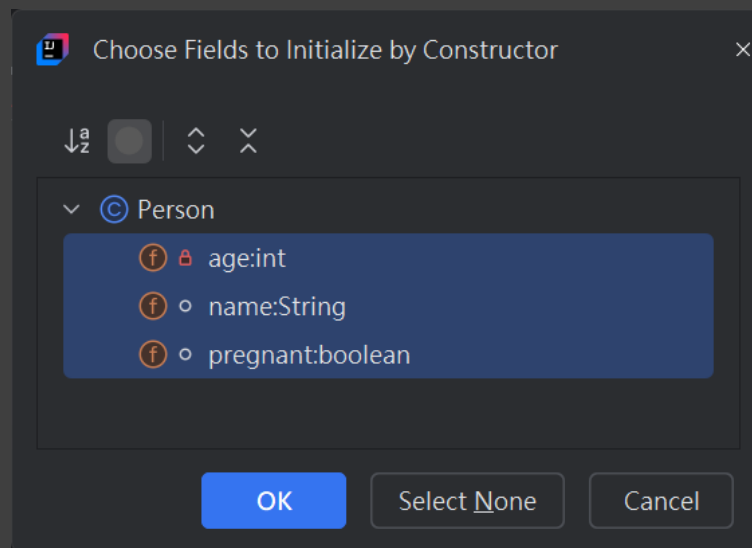 Choose Fields to Initialize by Constructor
Person
age:int
name:String
pregnant:boolean
OK
Select None
Cancel